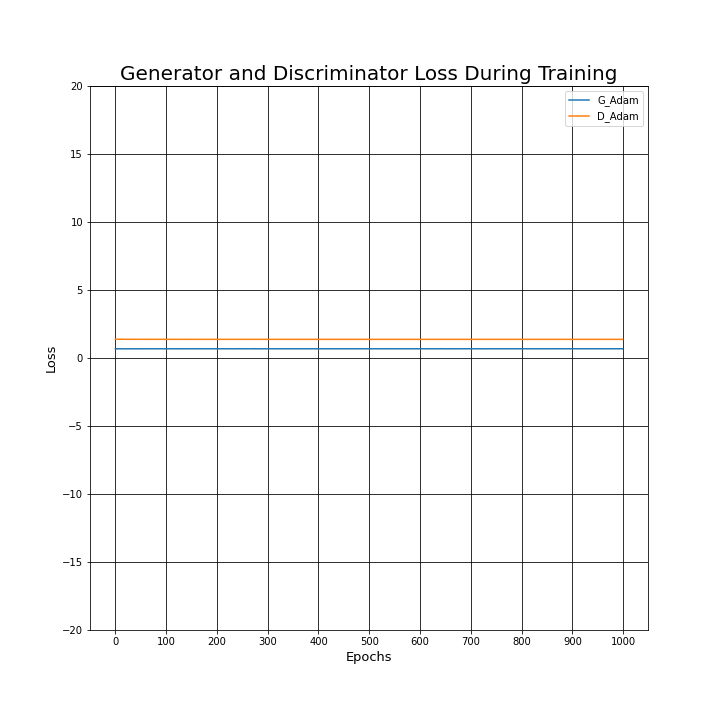 Generator and Discriminator Loss During Training
G_Adam
D_Adam
20
15
10
5
0
−5
−10
−15
−20
Loss
0 100 200 300 400 500 600 700 800 900 1000
Epochs